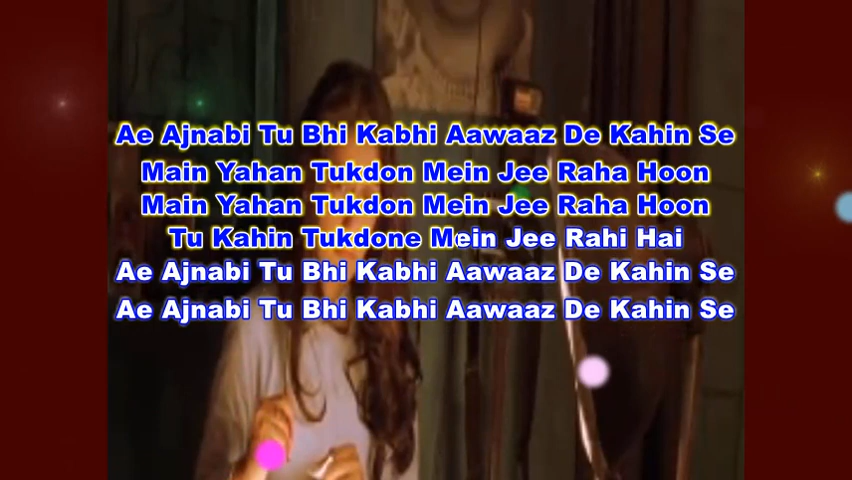 Ae Ajnabi Tu Bhi Kabhi Aawaaz De Kahin Se
Main Yahan Tukdon Mein Jee Raha Hoon
Main Yahan Tukdon Mein Jee Raha Hoon
Tu Kahin Tukdone Mein Jee Rahi Hai
Ae Ajnabi Tu Bhi Kabhi Aawaaz De Kahin Se
Ae Ajnabi Tu Bhi Kabhi Aawaaz De Kahin Se